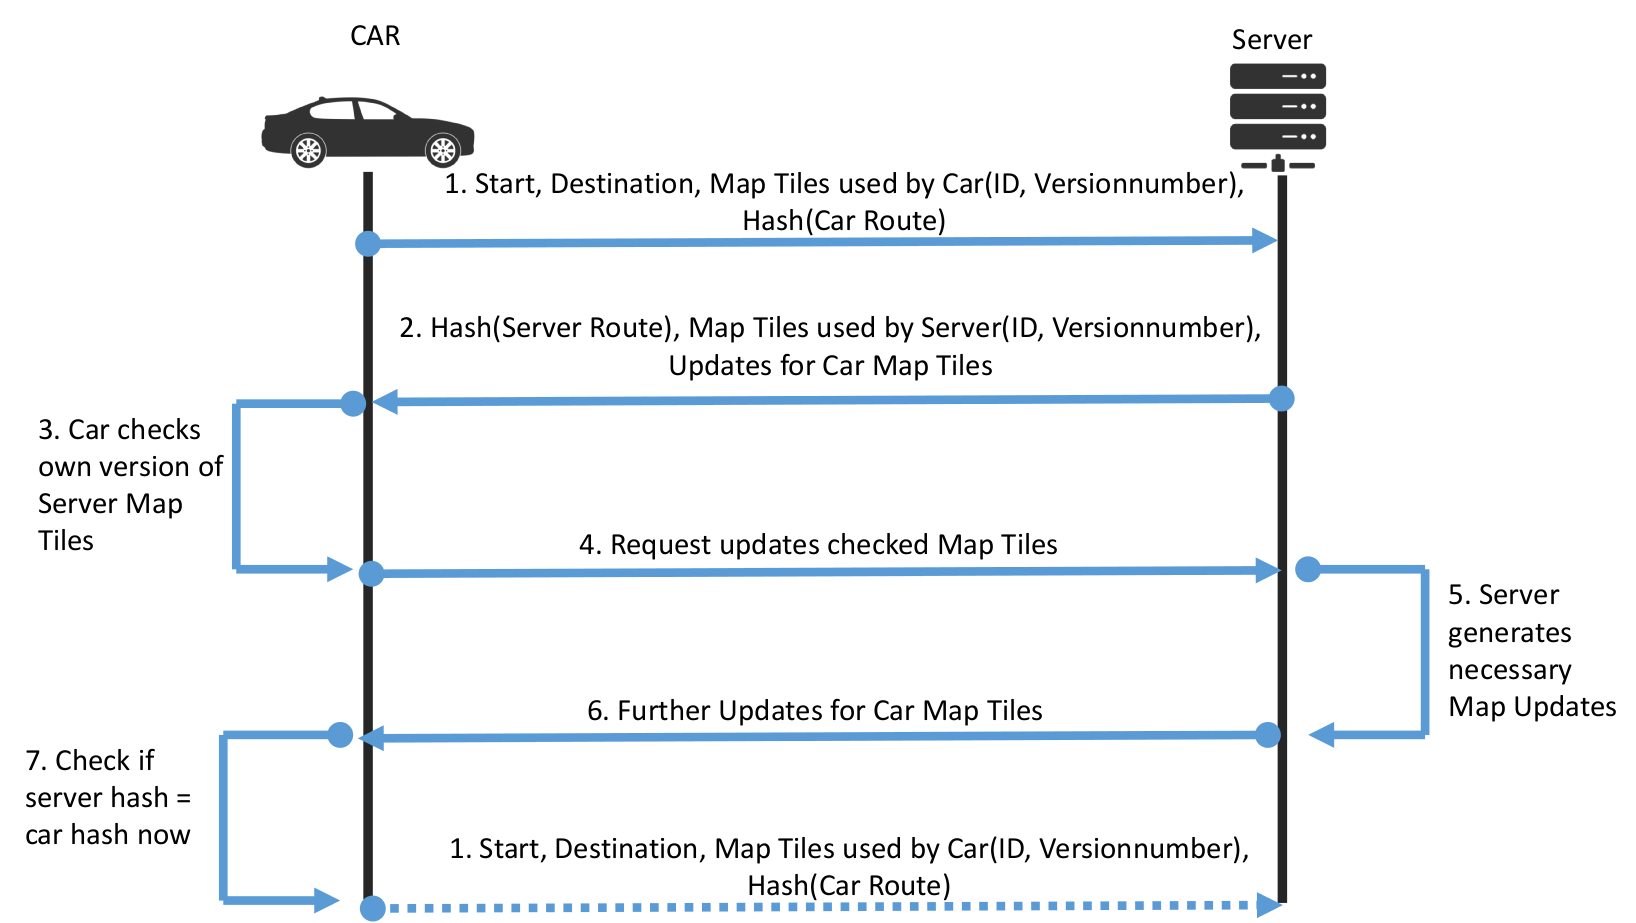 CAR
Server
1. Start, Destination, Map Tiles used by Car(ID, Versionnumber),
Hash(Car Route)
2. Hash(Server Route), Map Tiles used by Server(ID, Versionnumber),
Updates for Car Map Tiles
3. Car checks
own version of
Server Map
Tiles
4. Request updates checked Map Tiles
5. Server
generates
necessary
Map Updates
6. Further Updates for Car Map Tiles
7. Check if
server hash =
car hash now
1. Start, Destination, Map Tiles used by Car(ID, Versionnumber),
Hash(Car Route)